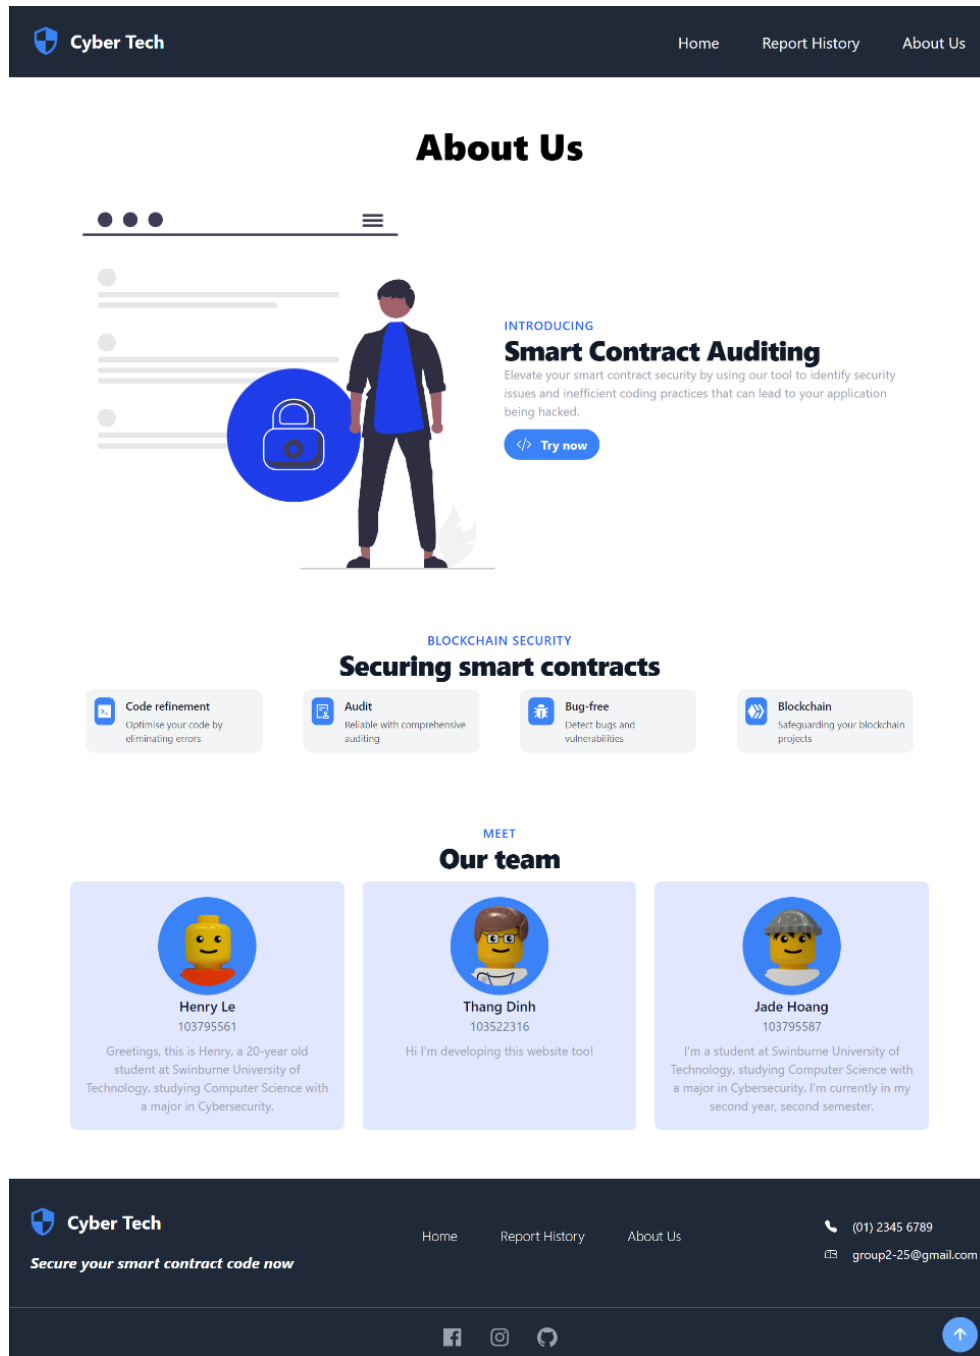 Cyber Tech
Home
Report History
About Us
About Us
INTRODUCING
Smart Contract Auditing
Elevate your smart contract security by using our tool to identify security
issues and inefficient coding practices that can lead to your application
being hacked.
</> Try now
BLOCKCHAIN SECURITY
Securing smart contracts
Code refinement
Optimise your code by
eliminating errors
Audit
Reliable with comprehensive
auditing
Bug-free
Detect bugs and
vulnerabilities
Blockchain
Safeguarding your blockchain
projects
MEET
Our team
Henry Le
103795561
Greetings, this is Henry, a 20-year old
student at Swinburne University of
Technology, studying Computer Science with
a major in Cybersecurity.
Thang Dinh
103522316
Hi I'm developing this website too!
Jade Hoang
103795587
I'm a student at Swinburne University of
Technology, studying Computer Science with
a major in Cybersecurity. I'm currently in my
second year, second semester.
Cyber Tech
Secure your smart contract code now
Home
Report History
About Us
(01) 2345 6789
group2-25@gmail.com